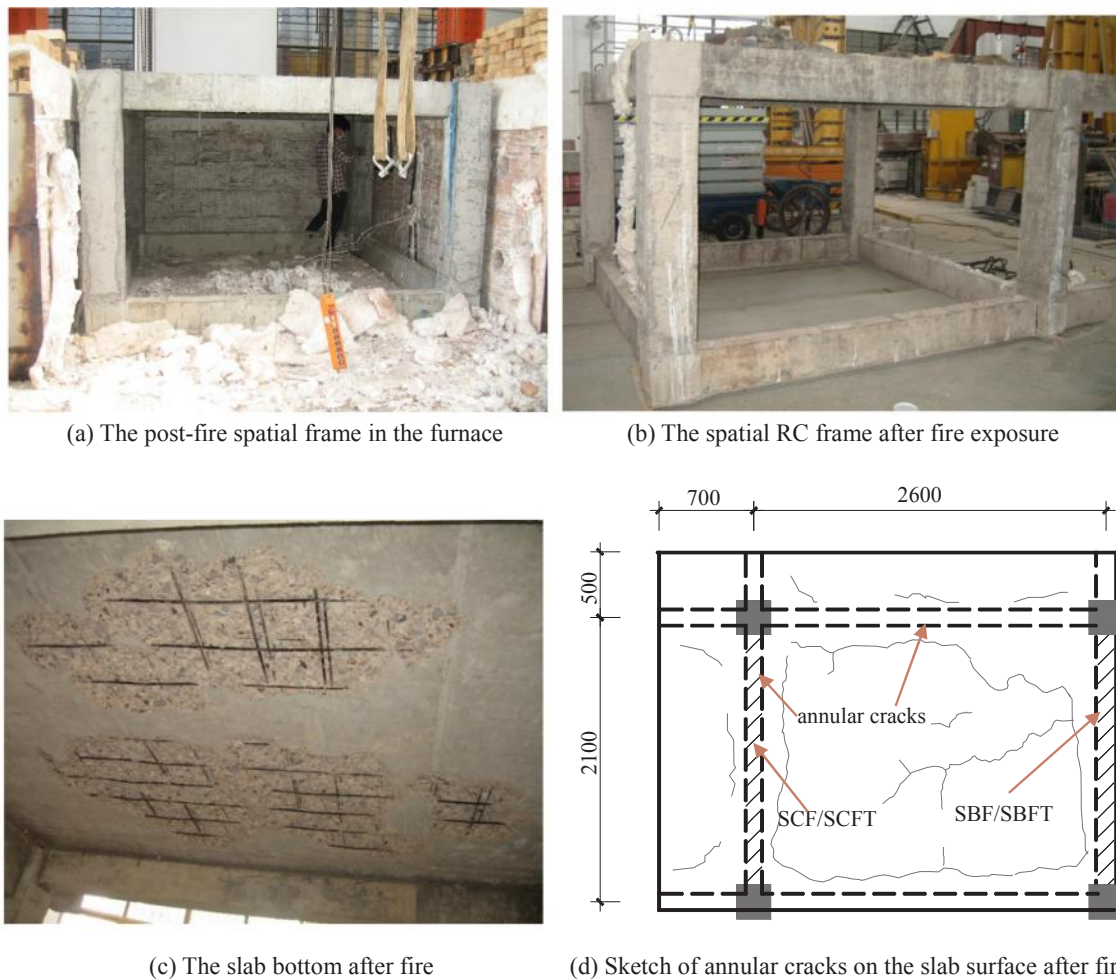 (a) The post-fire spatial frame in the furnace
(b) The spatial RC frame after fire exposure
700
2600
500
2100
annular cracks
SCF/SCFT
SBF/SBFT
(c) The slab bottom after fire
(d) Sketch of annular cracks on the slab surface after fir